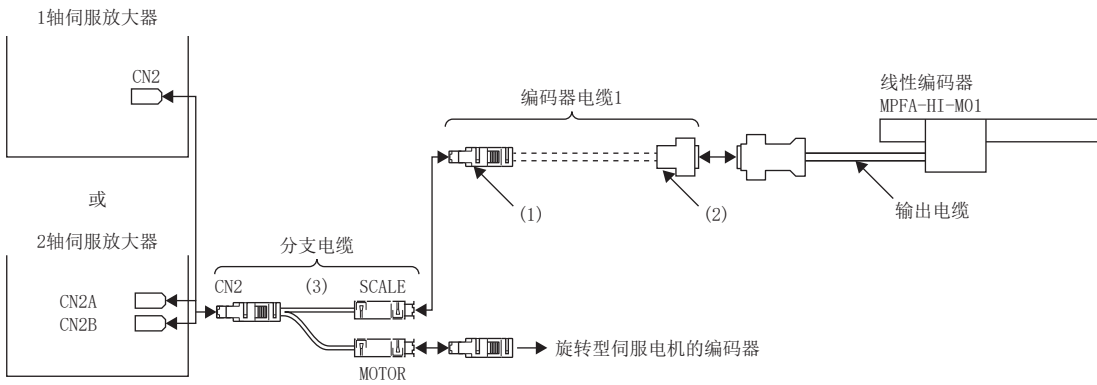 1轴伺服放大器
CN2
或
2轴伺服放大器
CN2A
CN2B
分支电缆
CN2
(3)
SCALE
MOTOR
编码器电缆1
(1)
(2)
线性编码器
MPFA-HI-M01
输出电缆
旋转型伺服电机的编码器